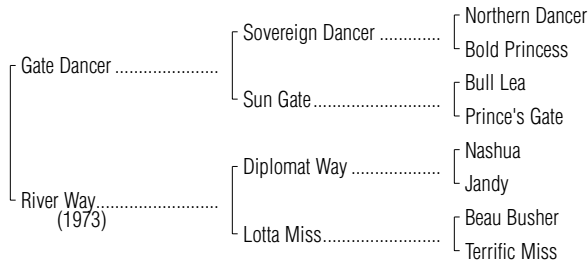 Northern Dancer
Sovereign Dancer .............
Bold Princess
Gate Dancer ......................
Bull Lea
Sun Gate ...........................
Prince's Gate
Nashua
Diplomat Way ...................
Jandy
River Way..........................
(1973)
Beau Busher
Lotta Miss.........................
Terrific Miss